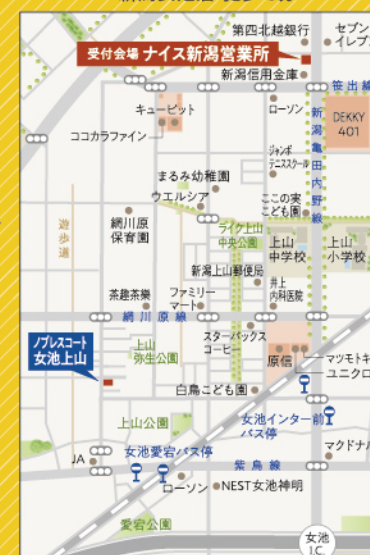 第四北越銀行
セブン
イレブ
受付会場 ナイス新潟営業所
新潟信用金庫
笹出線
キューピット
ローソン
新潟亀田内野線
DEKKY
401
ココカラファイン
ジャンボ
テニススクール
まるみ幼稚園
ウエルシア
ここの実
こども園
遊歩道
網川原
保育園
ライク上山
中央公園
上山
中学校
上山
小学校
新潟上山郵便局
茶趣茶楽
ファミリー
マート
井上
内科医院
網川原線
ノブレスコート
女池上山
上山
弥生公園
スターバックス
コーヒー
原信
マツモトキ
ユニクロ
白鳥こども園
上山公園
女池インター前
バス停
女池愛宕バス停
マクドナ
JA
紫鳥線
ローソン
NEST女池神明
愛宕公園
女池
I.C.